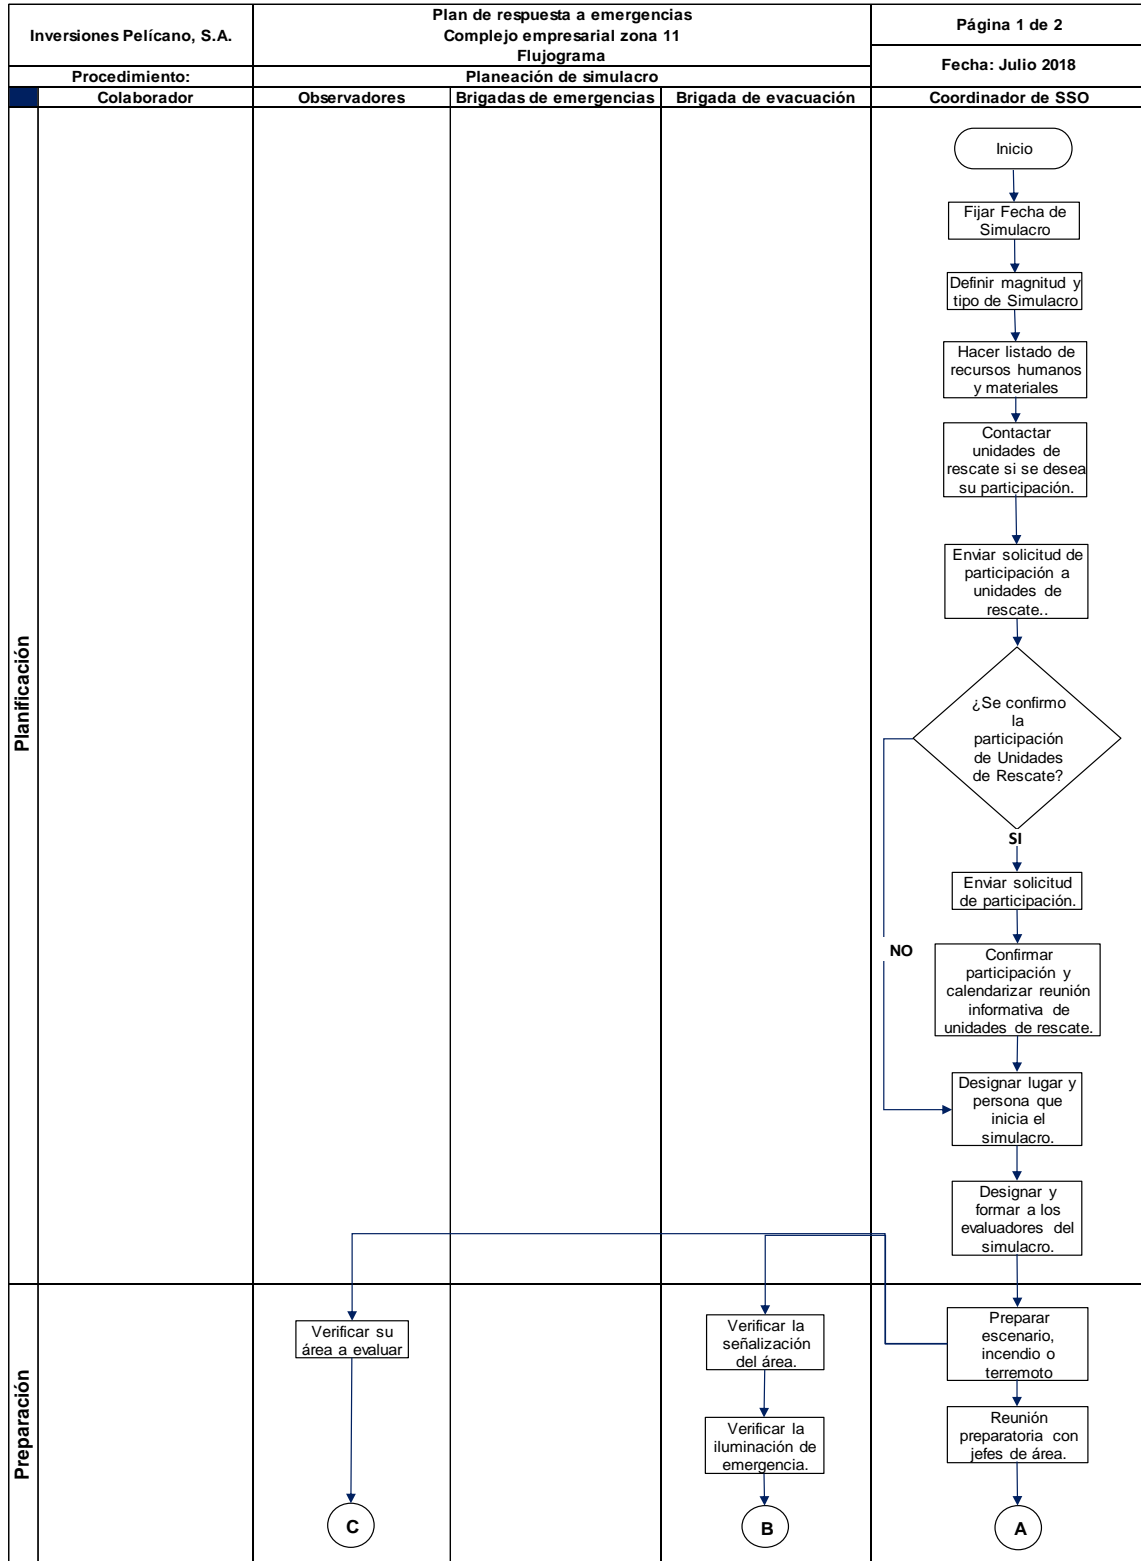 Inversiones Pelícano, S.A.
Plan de respuesta a emergencias
Complejo empresarial zona 11
Flujograma
Página 1 de 2
Fecha: Julio 2018
Procedimiento:
Planeación de simulacro
Colaborador
Observadores
Brigadas de emergencias
Brigada de evacuación
Coordinador de SSO
Planificación
Inicio
Fijar Fecha de
Simulacro
Definir magnitud y
tipo de Simulacro
Hacer listado de
recursos humanos
y materiales
Contactar
unidades de
rescate si se desea
su participación.
Enviar solicitud de
participación a
unidades de
rescate..
¿Se confirmo
la
participación
de Unidades
de Rescate?
SI
Enviar solicitud
de participación.
NO
Confirmar
participación y
calendarizar reunión
informativa de
unidades de rescate.
Designar lugar y
persona que
inicia el
simulacro.
Designar y
formar a los
evaluadores del
simulacro.
Preparación
Verificar su
área a evaluar
Verificar la
señalización
del área.
Preparar
escenario,
incendio o
terremoto
Verificar la
iluminación de
emergencia.
Reunión
preparatoria con
jefes de área.
C
B
A